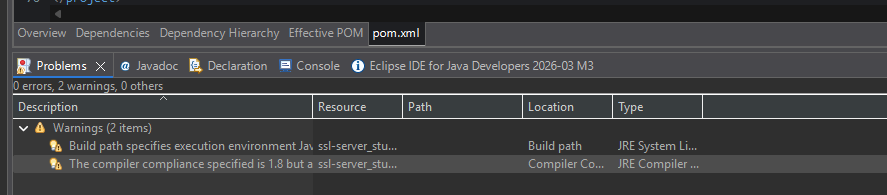 Overview Dependencies Dependency Hierarchy Effective POM pom.xml
Problems Javadoc Declaration Console Eclipse IDE for Java Developers 2026-03 M3
0 errors, 2 warnings, 0 others
Description Resource Path Location Type
Warnings (2 items)
Build path specifies execution environment Jav ssl-server_stu... Build path JRE System Li...
The compiler compliance specified is 1.8 but a ssl-server_stu... Compiler Co... JRE Compiler ...